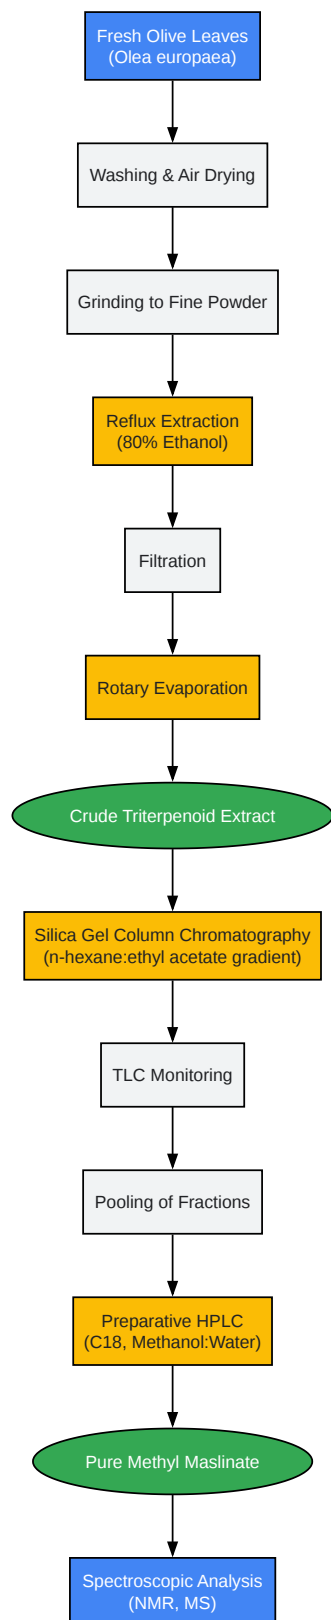 Fresh Olive Leaves
(Olea europaea)
Washing & Air Drying
Grinding to Fine Powder
Reflux Extraction
(80% Ethanol)
Filtration
Rotary Evaporation
Crude Triterpenoid Extract
Silica Gel Column Chromatography
(n-hexane:ethyl acetate gradient)
TLC Monitoring
Pooling of Fractions
Preparative HPLC
(C18, Methanol:Water)
Pure Methyl Maslinate
Spectroscopic Analysis
(NMR, MS)